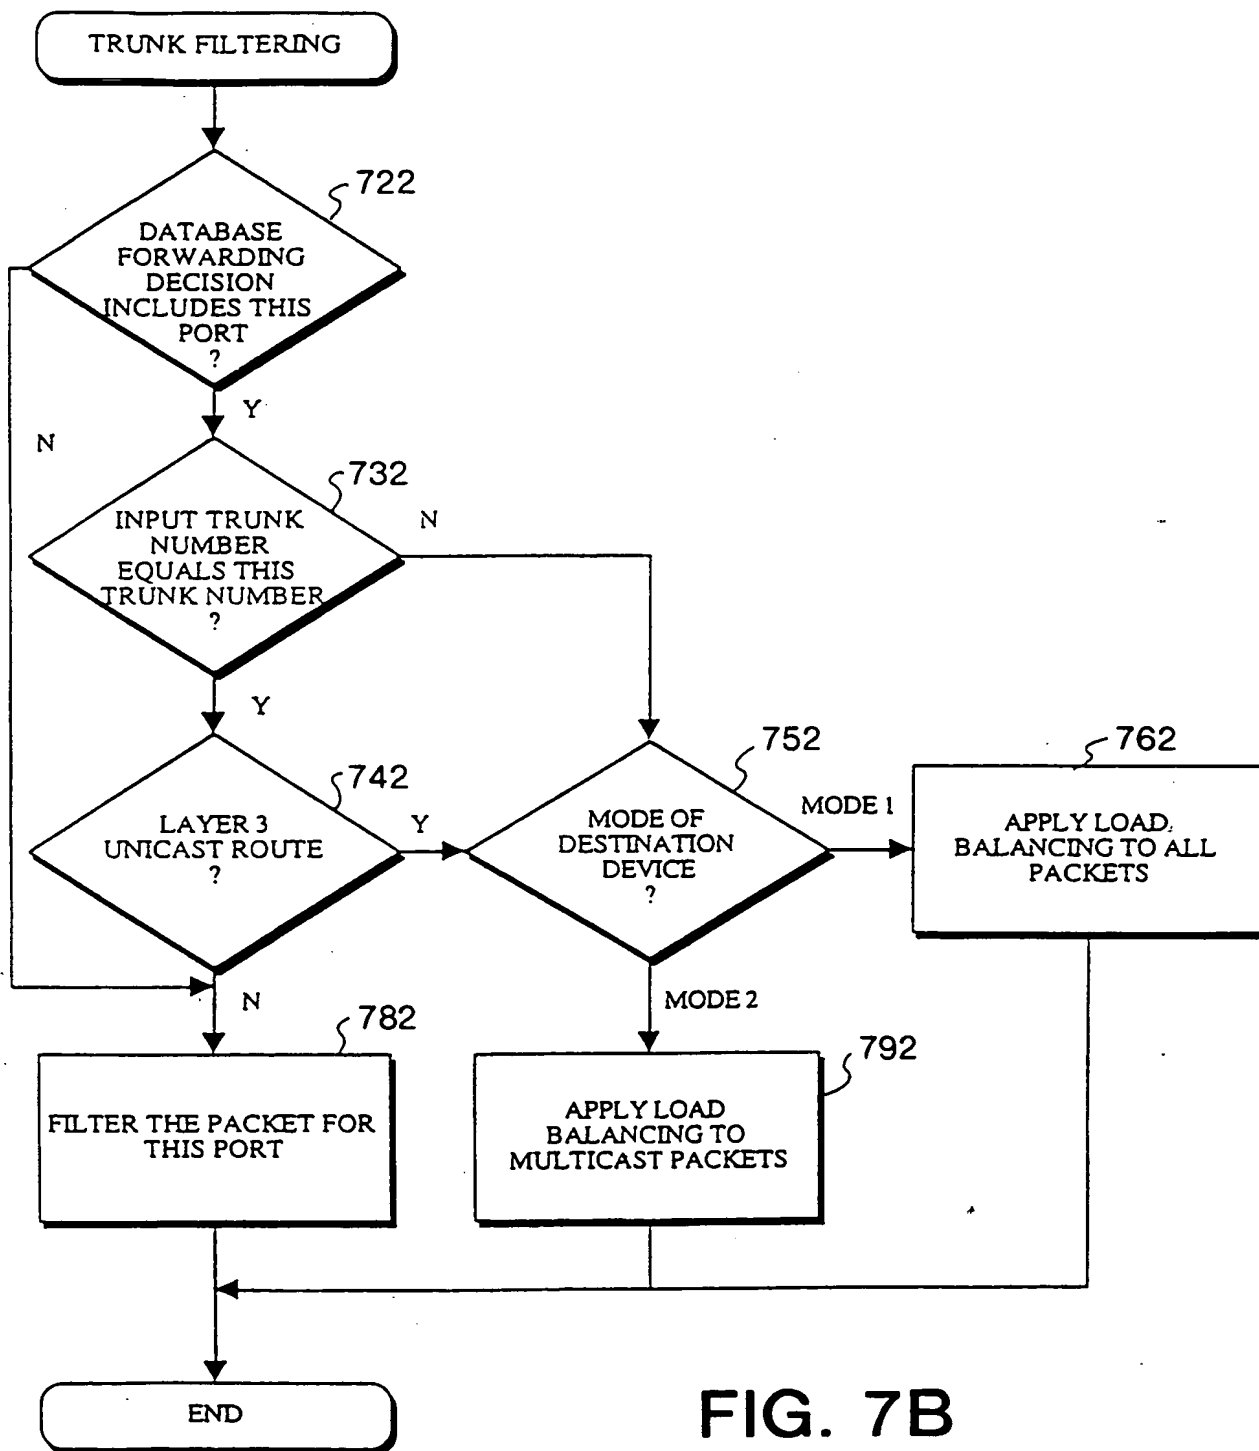 TRUNK FILTERING
722
DATABASE
FORWARDING
DECISION
INCLUDES THIS
PORT
?
Y
N
732
INPUT TRUNK
NUMBER
EQUALS THIS
TRUNK NUMBER
?
N
Y
742
LAYER 3
UNICAST ROUTE
?
Y
N
752
MODE OF
DESTINATION
DEVICE
?
MODE 1
MODE 2
762
APPLY LOAD
BALANCING TO ALL
PACKETS
782
FILTER THE PACKET FOR
THIS PORT
792
APPLY LOAD
BALANCING TO
MULTICAST PACKETS
END
FIG. 7B